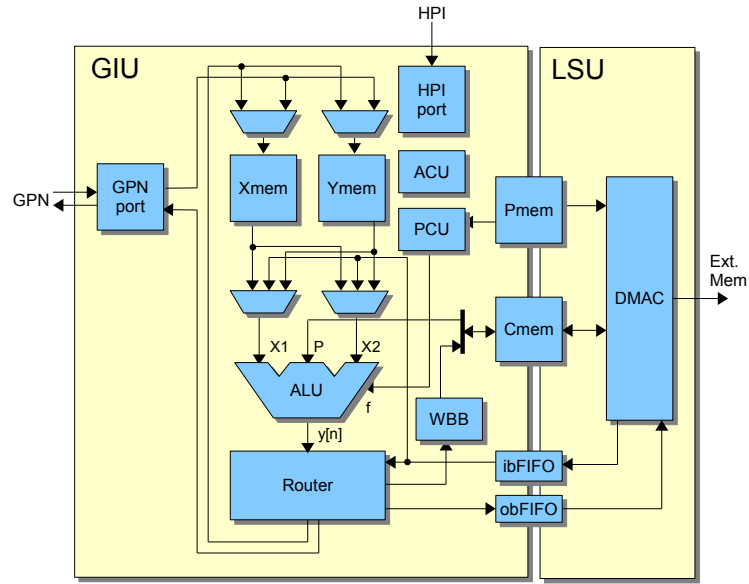 HPI
GIU
LSU
HPI
port
GPN
GPN
port
Xmem
Ymem
ACU
PCU
Pmem
Ext.
Mem
DMAC
Cmem
X1
P
X2
ALU
f
WBB
y[n]
Router
ibFIFO
obFIFO